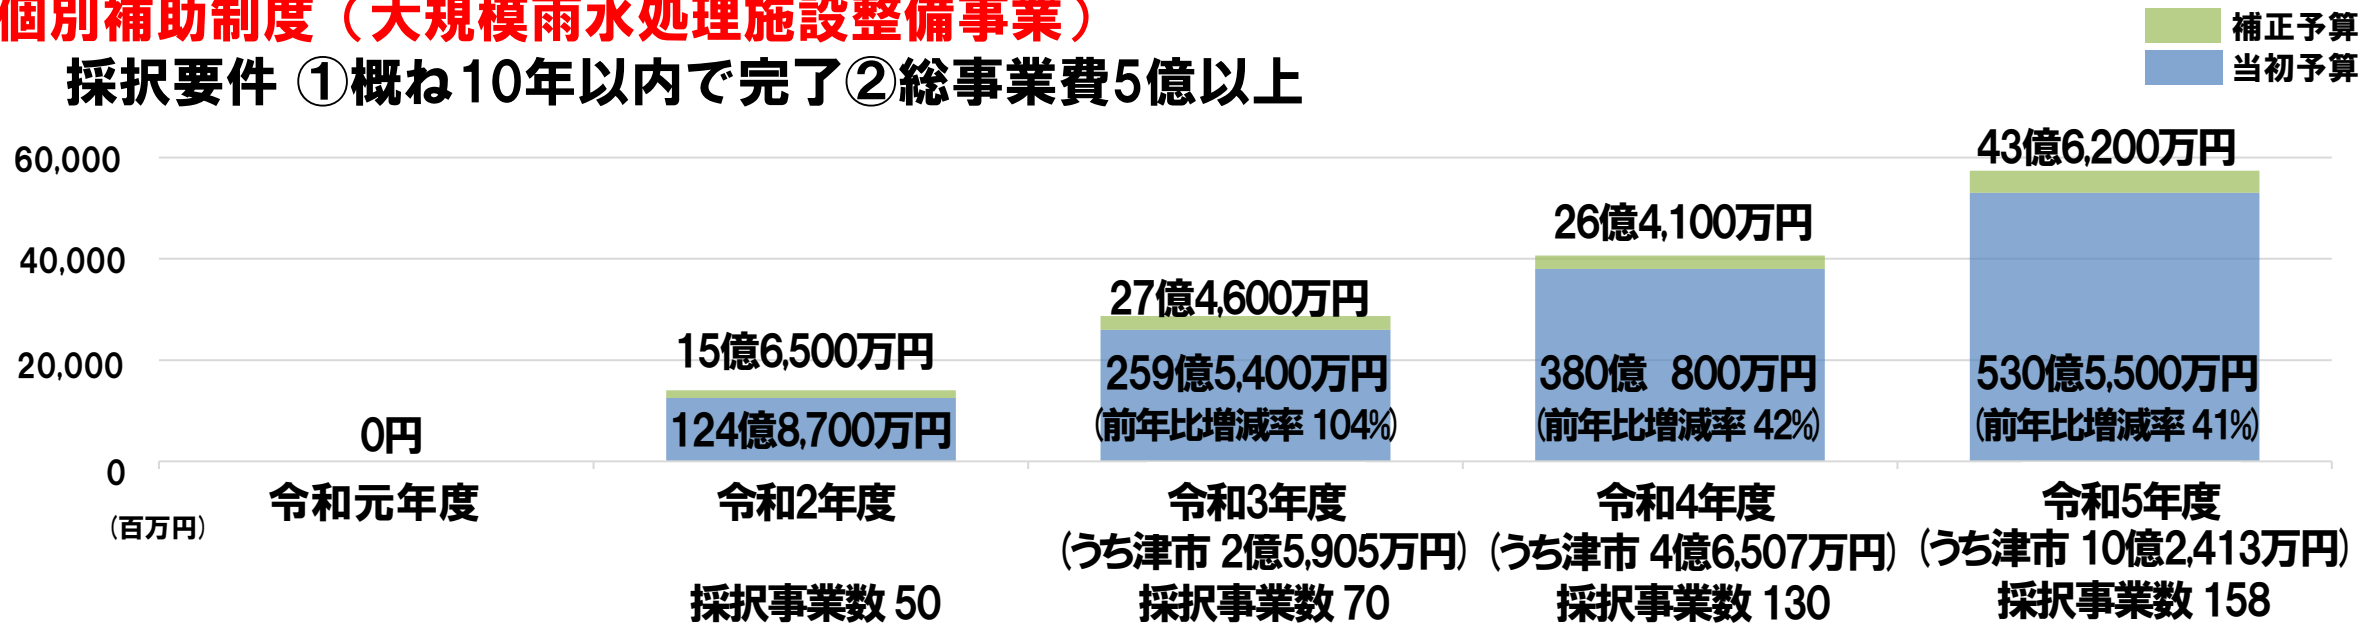 個別補助制度（大規模雨水処理施設整備事業）
採択要件 ①概ね10年以内で完了②総事業費5億以上
補正予算
当初予算
60,000
40,000
20,000
0
(百万円)
0円
15億6,500万円
124億8,700万円
27億4,600万円
259億5,400万円
(前年比増減率 104%)
26億4,100万円
380億 800万円
(前年比増減率 42%)
43億6,200万円
530億5,500万円
(前年比増減率 41%)
令和元年度
令和2年度
採択事業数 50
令和3年度
(うち津市 2億5,905万円)
採択事業数 70
令和4年度
(うち津市 4億6,507万円)
採択事業数 130
令和5年度
(うち津市 10億2,413万円)
採択事業数 158